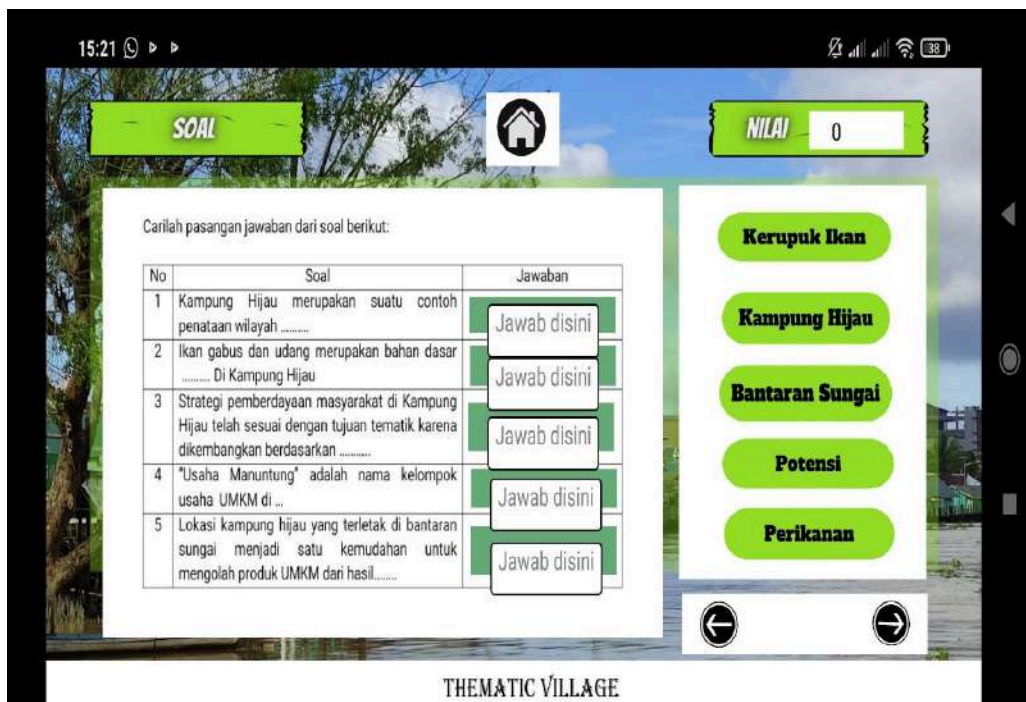 15:21
38
SOAL
NILAI 0
Carilah pasangan jawaban dari soal berikut:
No Soal Jawaban
1 Kampung Hijau merupakan suatu contoh
penataan wilayah ..........
Jawab disini
2 Ikan gabus dan udang merupakan bahan dasar
.......... Di Kampung Hijau
Jawab disini
3 Strategi pemberdayaan masyarakat di Kampung
Hijau telah sesuai dengan tujuan tematik karena
dikembangkan berdasarkan ...........
Jawab disini
4 "Usaha Manuntung" adalah nama kelompok
usaha UMKM di ...
Jawab disini
5 Lokasi kampung hijau yang terletak di bantaran
sungai menjadi satu kemudahan untuk
mengolah produk UMKM dari hasil........
Jawab disini
Kerupuk Ikan
Kampung Hijau
Bantaran Sungai
Potensi
Perikanan
THEMATIC VILLAGE